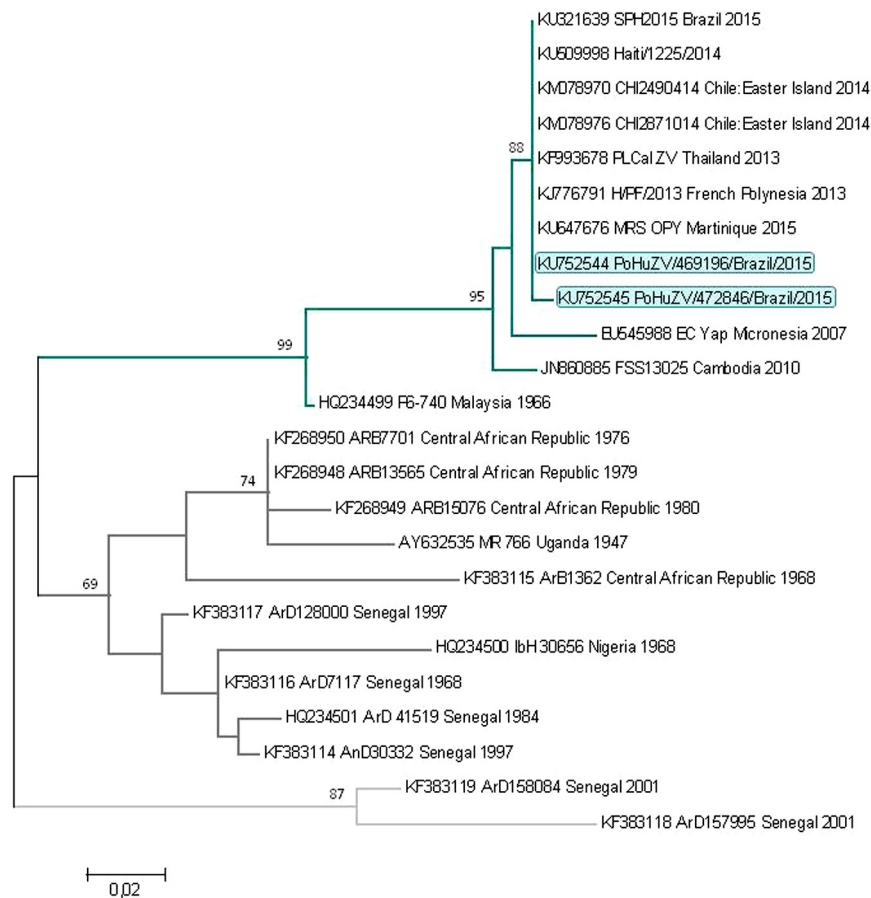 KU321639 SPH2015 Brazil 2015
KU509998 Haiti/1225/2014
KM078970 CHI2490414 Chile:Easter Island 2014
KM078976 CHI2871014 Chile:Easter Island 2014
88
KF993678 PLCal ZV Thailand 2013
KJ776791 H/PF/2013 French Polynesia 2013
KU647676 MRS OPY Martinique 2015
KU752544 PoHuZV/469196/Brazil/2015
95
KU752545 PoHuZV/472846/Brazil/2015
EU545988 EC Yap Micronesia 2007
99
JN860885 FSS13025 Cambodia 2010
HQ234499 P6-740 Malaysia 1966
KF268950 ARB7701 Central African Republic 1976
KF268948 ARB13565 Central African Republic 1979
74
KF268949 ARB15076 Central African Republic 1980
AY632535 MR 766 Uganda 1947
69
KF383115 ArB1362 Central African Republic 1968
KF383117 ArD128000 Senegal 1997
HQ234500 IbH 30656 Nigeria 1968
KF383116 ArD7117 Senegal 1968
HQ234501 ArD 41519 Senegal 1984
KF383114 AnD30332 Senegal 1997
87
KF383119 ArD158084 Senegal 2001
KF383118 ArD157995 Senegal 2001
0,02